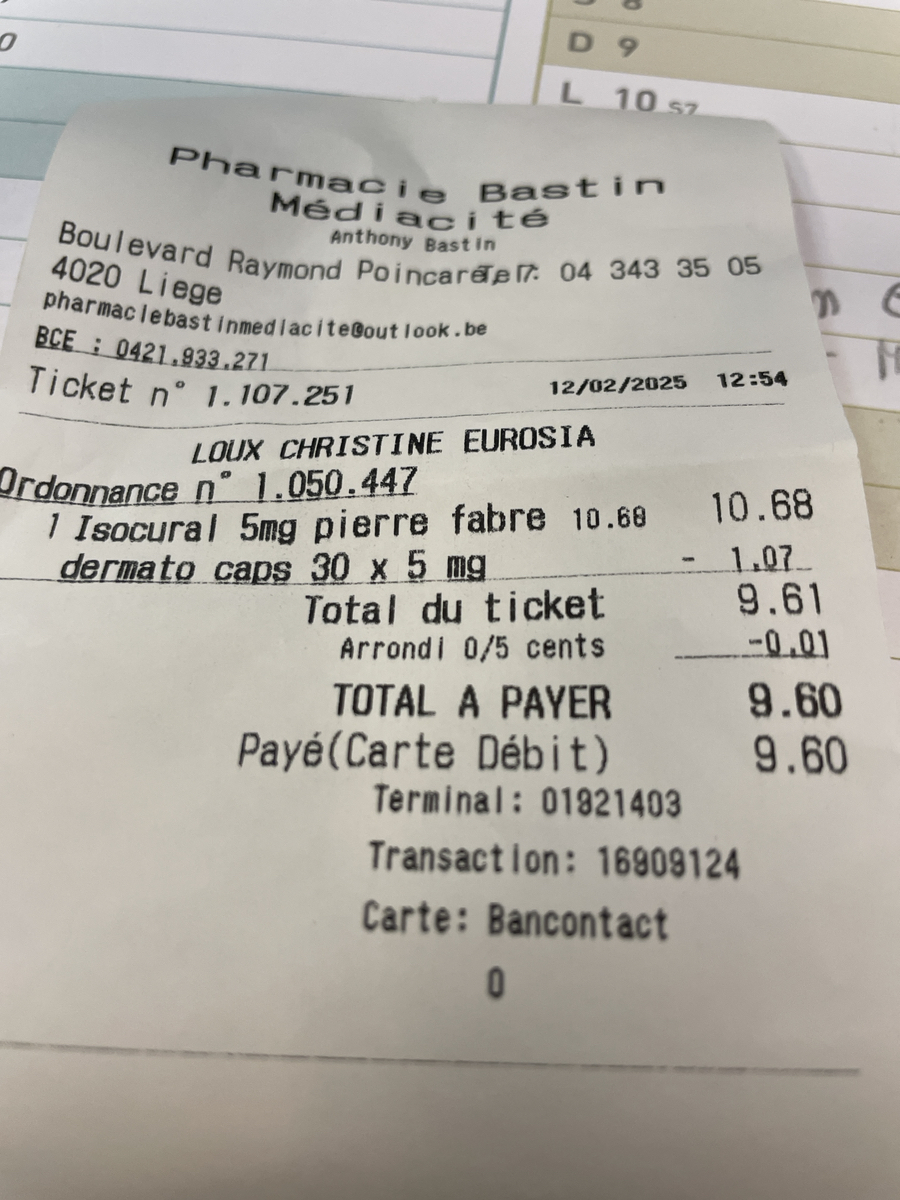 D 9
L 10 S7
Pharmacie Bastin
Médiacité
Anthony Bastin
Boulevard Raymond Poincaré 7 Tel : 04 343 35 05
4020 Liege
pharmaciebastinmediacite@outlook.be
BCE : 0421.933.271
Ticket n° 1.107.251 12/02/2025 12:54
LOUX CHRISTINE EUROSIA
Ordonnance n° 1.050.447
1 Isocural 5mg pierre fabre 10.68 10.68
dermato caps 30 x 5 mg - 1.07
Total du ticket 9.61
Arrondi 0/5 cents -0.01
TOTAL A PAYER 9.60
Payé(Carte Débit) 9.60
Terminal: 01821403
Transaction: 16909124
Carte: Bancontact
0